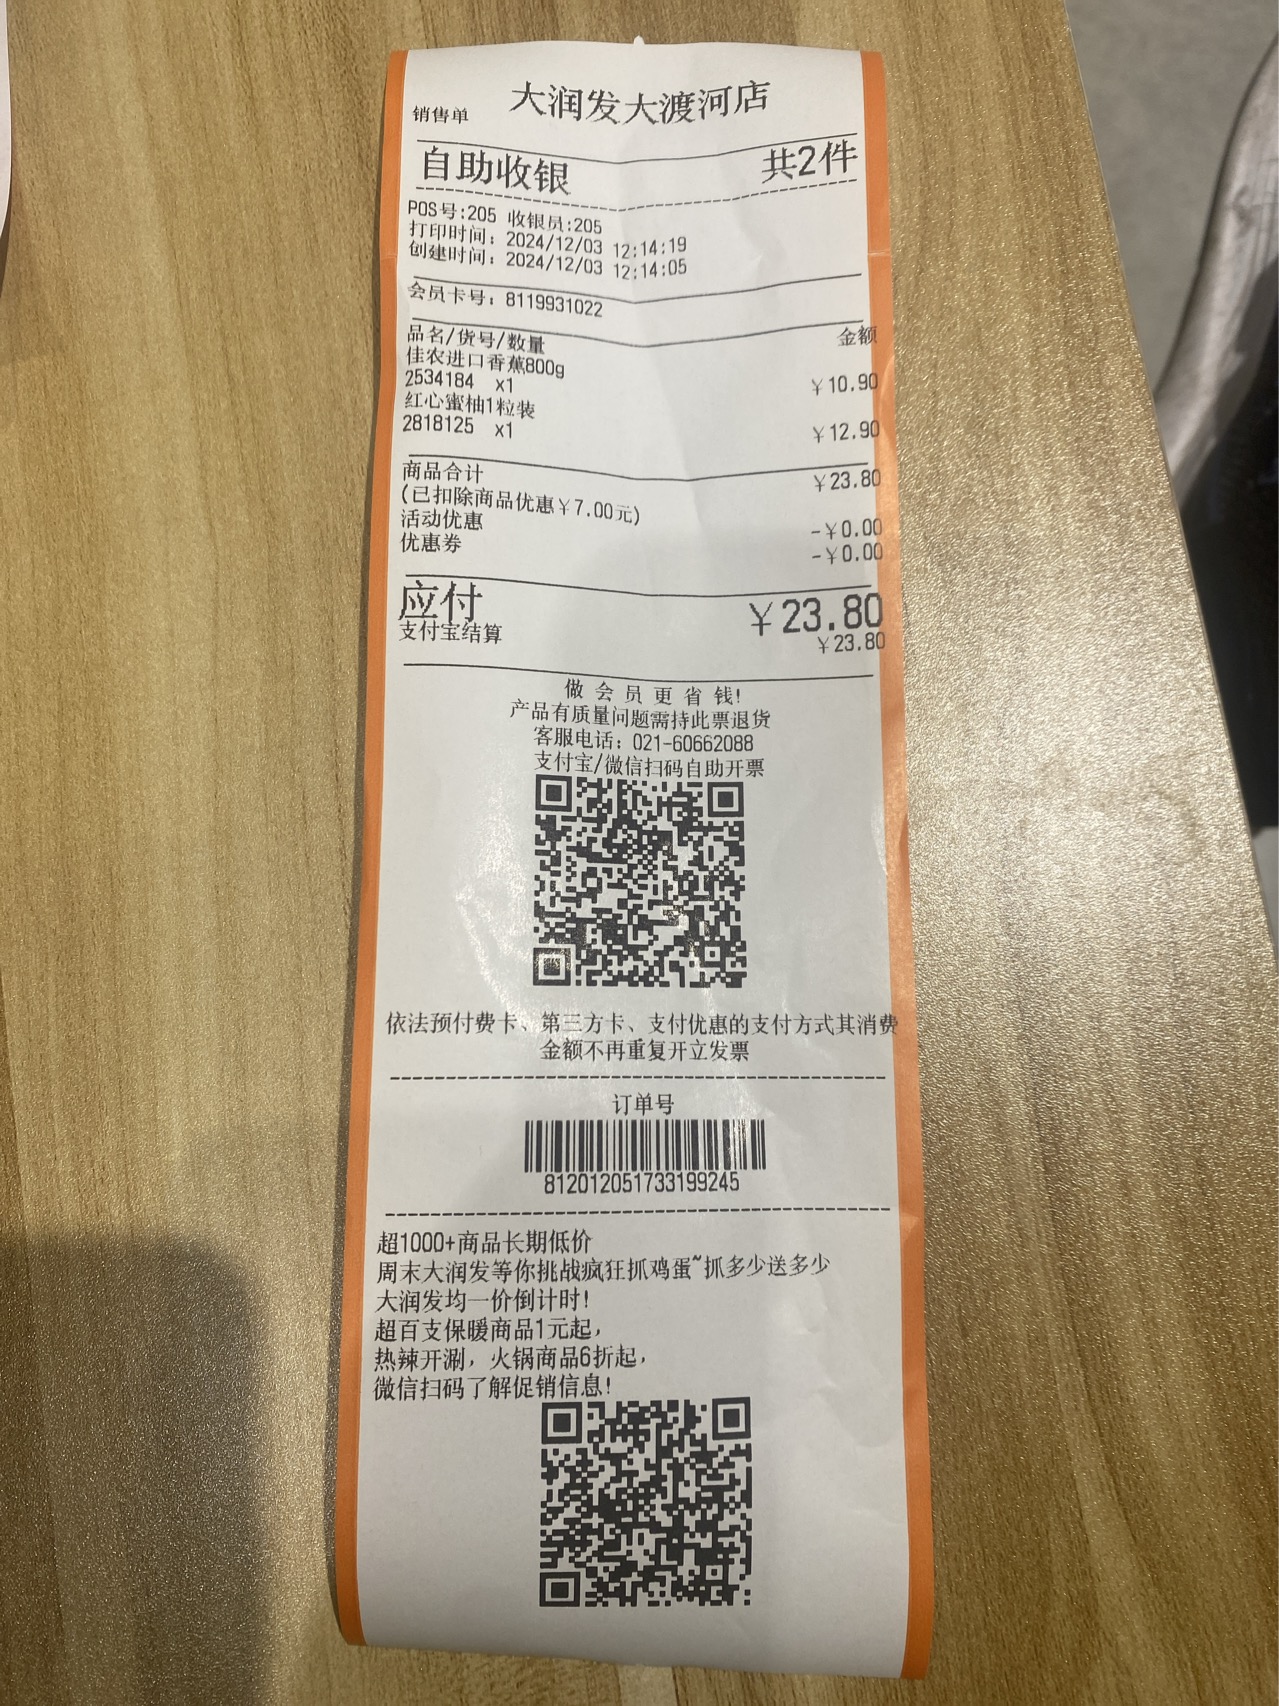 大润发大渡河店
销售单
自助收银 共2件
POS号:205 收银员:205
打印时间: 2024/12/03 12:14:19
创建时间: 2024/12/03 12:14:05
会员卡号: 8119931022
品名/货号/数量 金额
佳农进口香蕉800g
2534184 x1 ￥10.90
红心蜜柚1粒装
2818125 x1 ￥12.90
商品合计 ￥23.80
(已扣除商品优惠￥7.00元)
活动优惠 -￥0.00
优惠券 -￥0.00
应付 ￥23.80
支付宝结算 ￥23.80
做会员更省钱!
产品有质量问题需持此票退货
客服电话: 021-60662088
支付宝/微信扫码自助开票
依法预付费卡、第三方卡、支付优惠的支付方式其消费
金额不再重复开立发票
订单号
812012051733199245
超1000+商品长期低价
周末大润发等你挑战疯狂抓鸡蛋~抓多少送多少
大润发均一价倒计时!
超百支保暖商品1元起,
热辣开涮, 火锅商品6折起,
微信扫码了解促销信息!